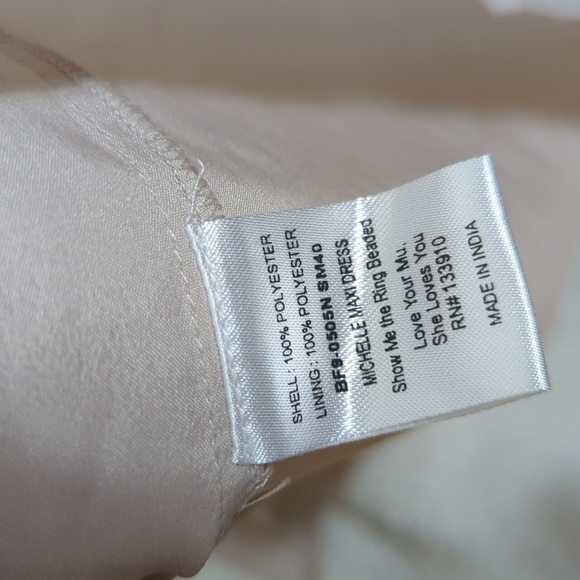 SHELL : 100% POLYESTER
LINING : 100% POLYESTER
BF9-0505N SM40
MICHELLE MAXI DRESS
Show Me the Ring Beaded
Love Your Mu.
She Loves You
RN# 133910
MADE IN INDIA